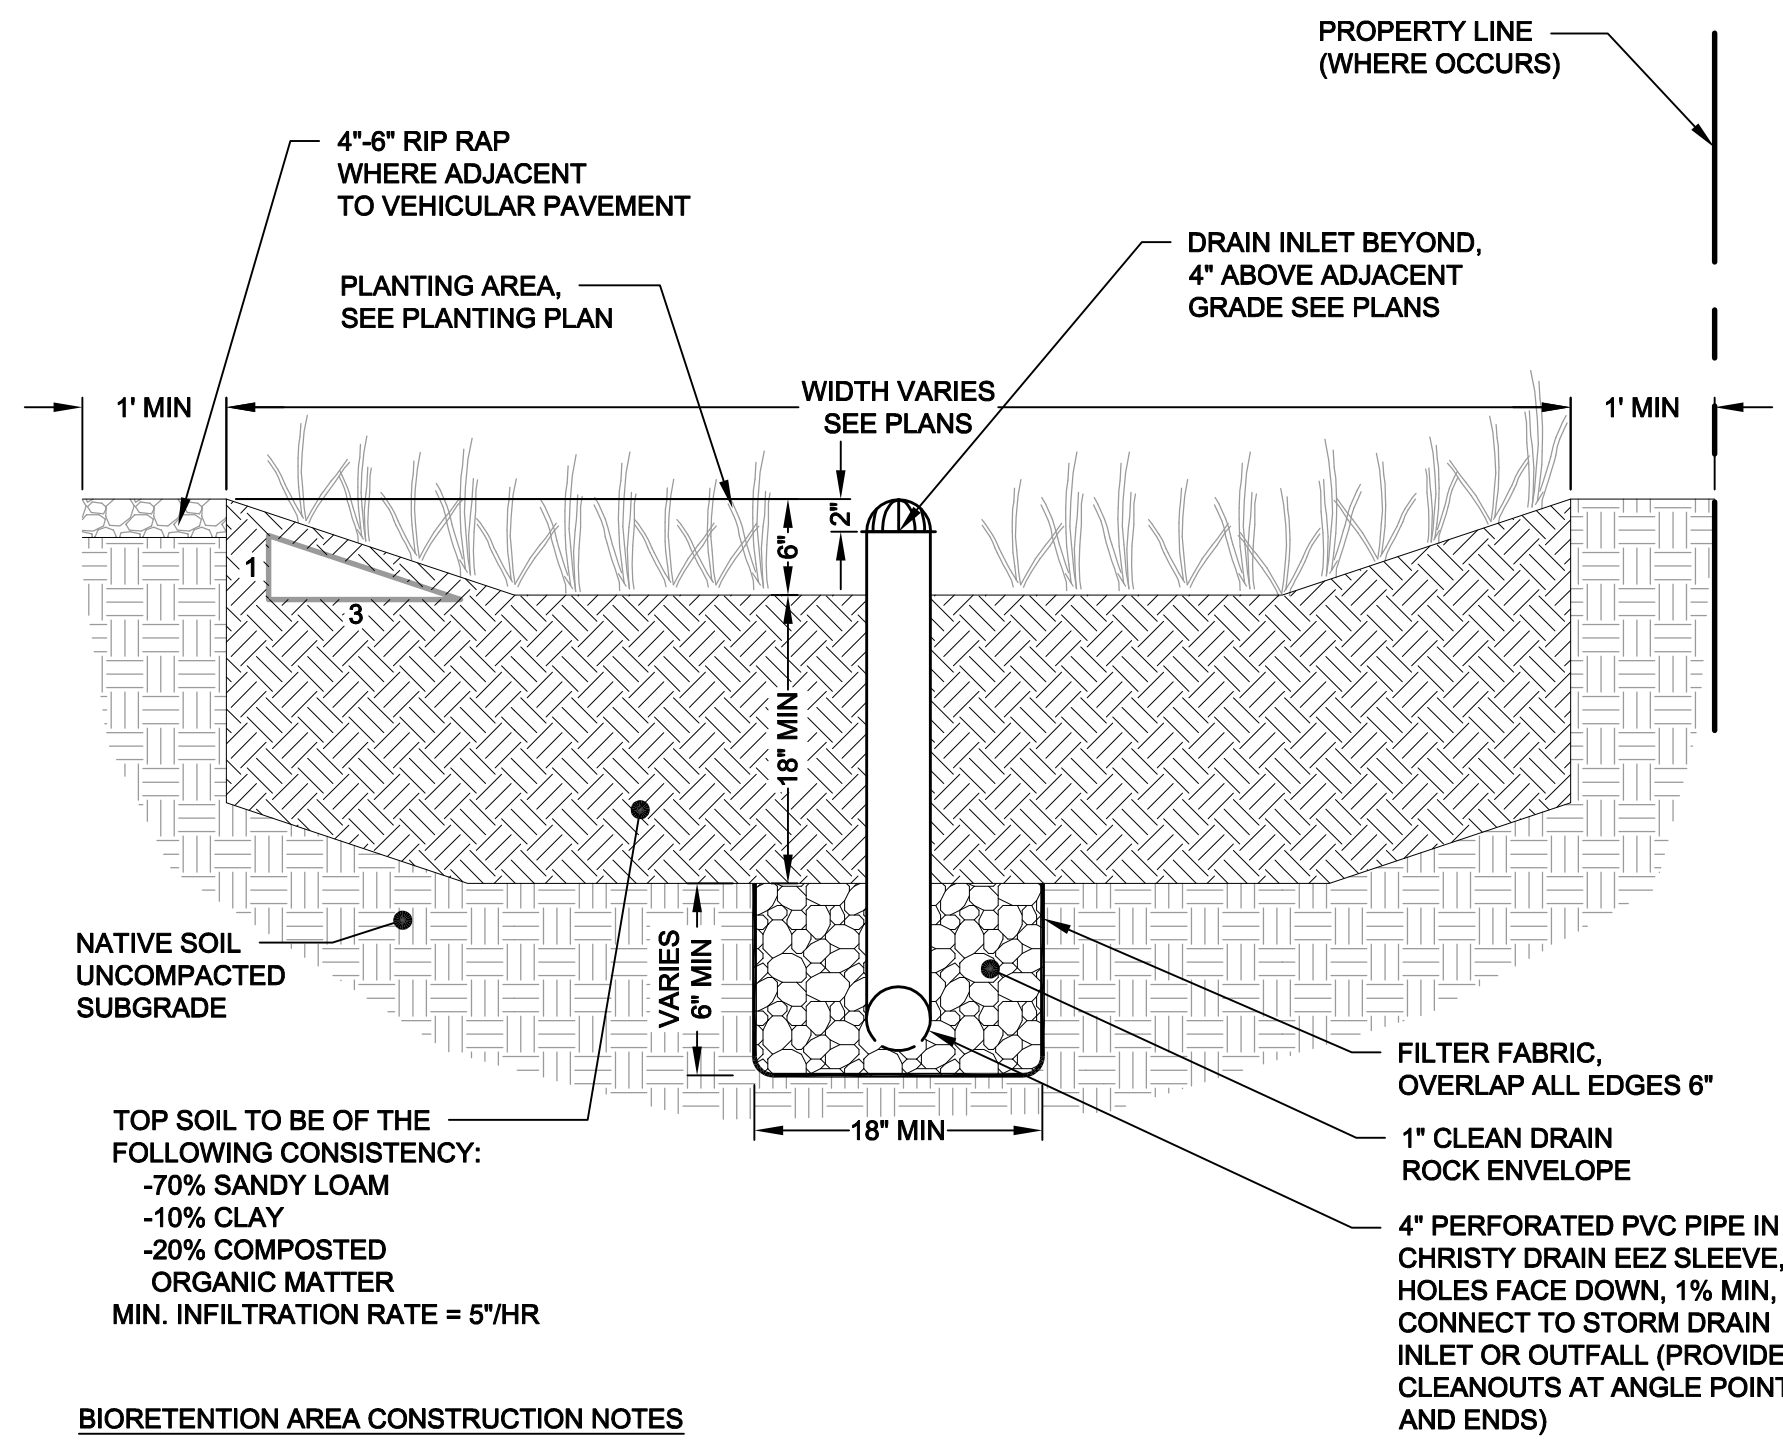 PROPERTY LINE
(WHERE OCCURS)
4"-6" RIP RAP
WHERE ADJACENT
TO VEHICULAR PAVEMENT
DRAIN INLET BEYOND,
4" ABOVE ADJACENT
GRADE SEE PLANS
PLANTING AREA,
SEE PLANTING PLAN
1' MIN
WIDTH VARIES
SEE PLANS
1' MIN
2"
6"
1
3
18" MIN
VARIES
6" MIN
NATIVE SOIL
UNCOMPACTED
SUBGRADE
18" MIN
FILTER FABRIC,
OVERLAP ALL EDGES 6"
1" CLEAN DRAIN
ROCK ENVELOPE
TOP SOIL TO BE OF THE
FOLLOWING CONSISTENCY:
-70% SANDY LOAM
-10% CLAY
-20% COMPOSTED
ORGANIC MATTER
MIN. INFILTRATION RATE = 5"/HR
4" PERFORATED PVC PIPE IN
CHRISTY DRAIN EEZ SLEEVE,
HOLES FACE DOWN, 1% MIN,
CONNECT TO STORM DRAIN
INLET OR OUTFALL (PROVIDE
CLEANOUTS AT ANGLE POINT
AND ENDS)
BIORETENTION AREA CONSTRUCTION NOTES